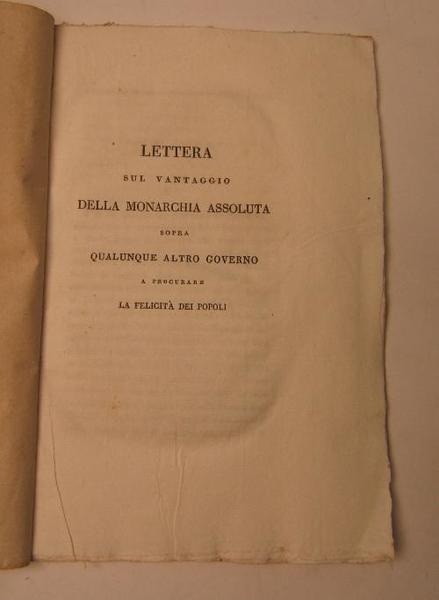 LETTERA
SUL VANTAGGIO
DELLA MONARCHIA ASSOLUTA
SOPRA
QUALUNQUE ALTRO GOVERNO
A PROCURARE
LA FELICITÀ DEI POPOLI